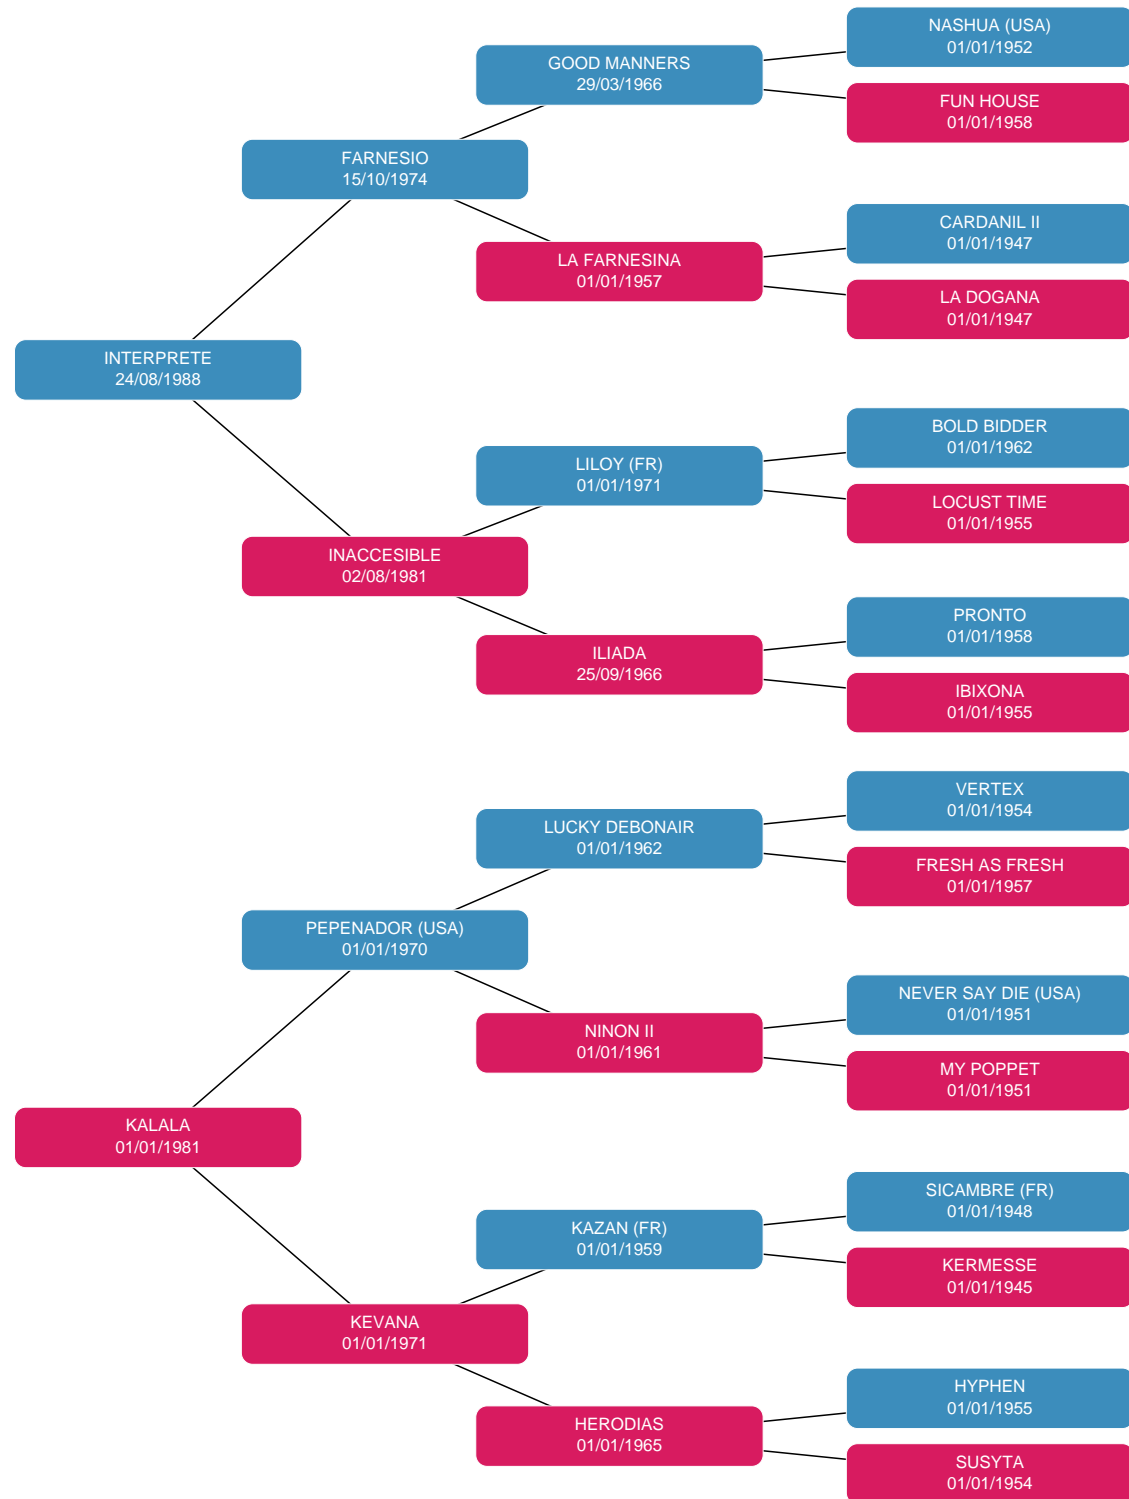 NASHUA (USA)
01/01/1952
GOOD MANNERS
29/03/1966
FUN HOUSE
01/01/1958
FARNESIO
15/10/1974
CARDANIL II
01/01/1947
LA FARNESINA
01/01/1957
LA DOGANA
01/01/1947
INTERPRETE
24/08/1988
BOLD BIDDER
01/01/1962
LILOY (FR)
01/01/1971
LOCUST TIME
01/01/1955
INACCESIBLE
02/08/1981
PRONTO
01/01/1958
ILIADA
25/09/1966
IBIXONA
01/01/1955
VERTEX
01/01/1954
LUCKY DEBONAIR
01/01/1962
FRESH AS FRESH
01/01/1957
PEPENADOR (USA)
01/01/1970
NEVER SAY DIE (USA)
01/01/1951
NINON II
01/01/1961
MY POPPET
01/01/1951
KALALA
01/01/1981
SICAMBRE (FR)
01/01/1948
KAZAN (FR)
01/01/1959
KERMESSE
01/01/1945
KEVANA
01/01/1971
HYPHEN
01/01/1955
HERODIAS
01/01/1965
SUSYTA
01/01/1954